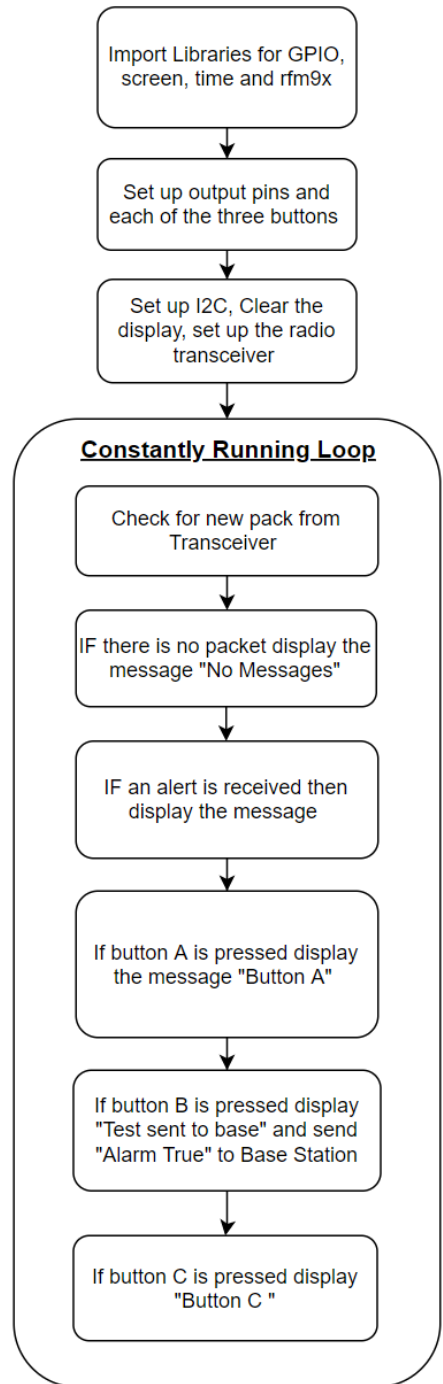 Import Libraries for GPIO,
screen, time and rfm9x
Set up output pins and
each of the three buttons
Set up I2C, Clear the
display, set up the radio
transceiver
Constantly Running Loop
Check for new pack from
Transceiver
IF there is no packet display the
message "No Messages"
IF an alert is received then
display the message
If button A is pressed display
the message "Button A"
If button B is pressed display
"Test sent to base" and send
"Alarm True" to Base Station
If button C is pressed display
"Button C "